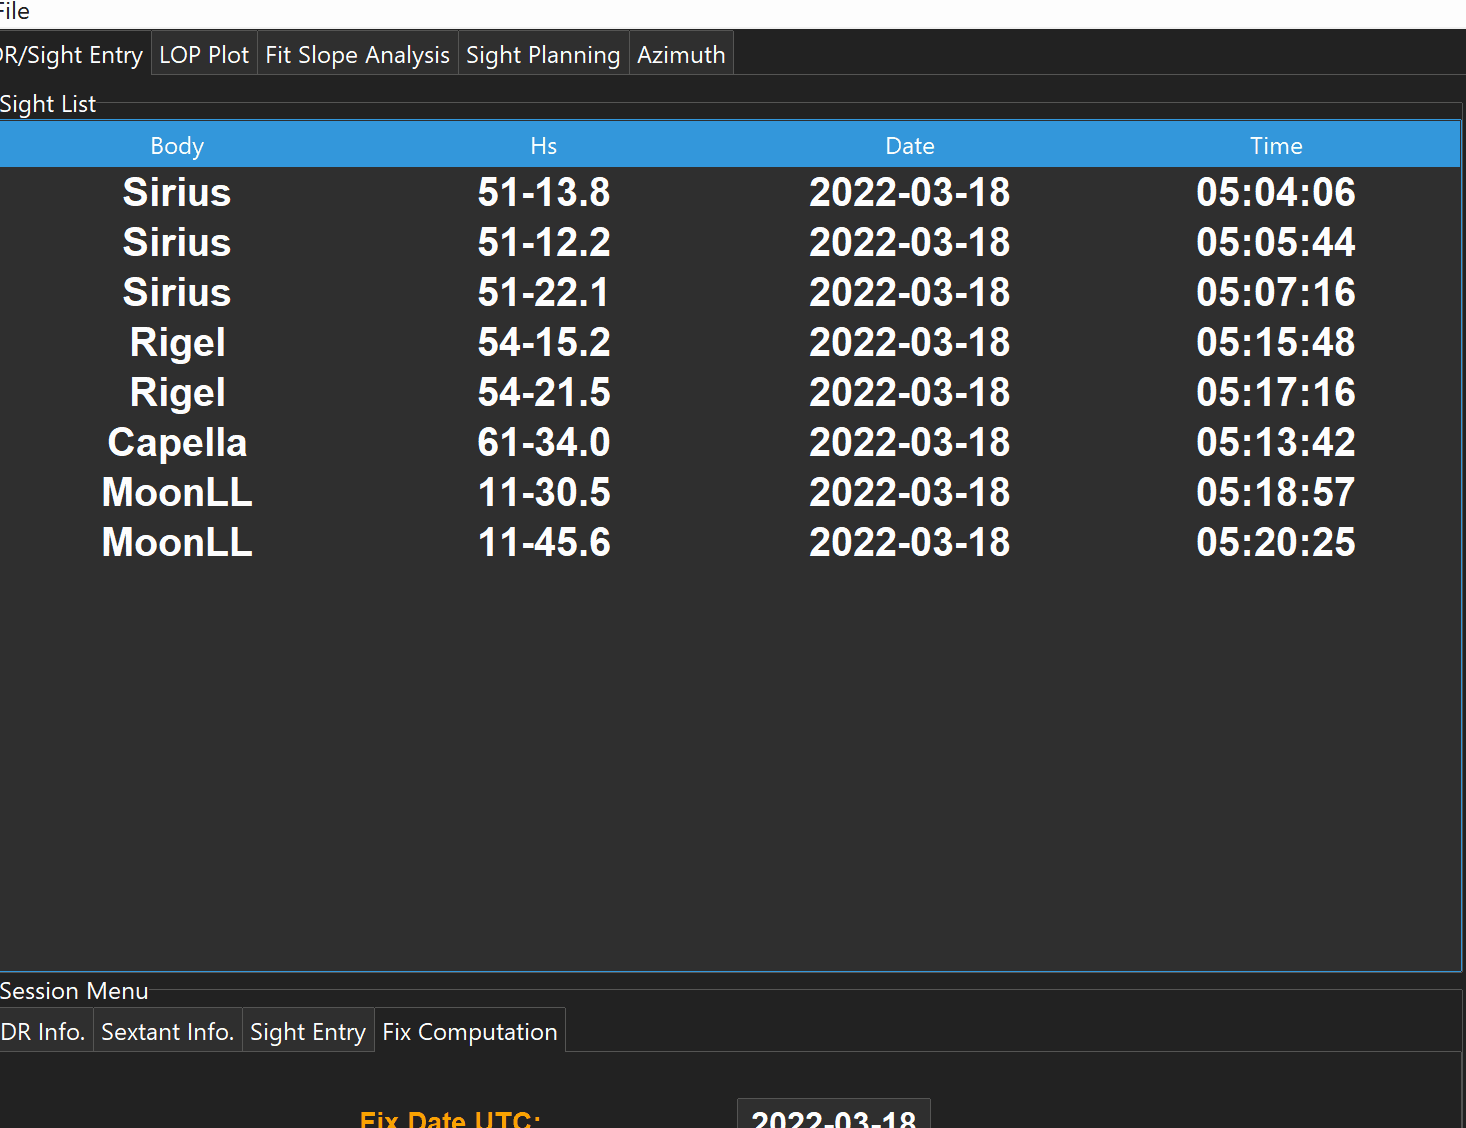 File
DR/Sight Entry LOP Plot Fit Slope Analysis Sight Planning Azimuth
Sight List
Body Hs Date Time
Sirius 51-13.8 2022-03-18 05:04:06
Sirius 51-12.2 2022-03-18 05:05:44
Sirius 51-22.1 2022-03-18 05:07:16
Rigel 54-15.2 2022-03-18 05:15:48
Rigel 54-21.5 2022-03-18 05:17:16
Capella 61-34.0 2022-03-18 05:13:42
MoonLL 11-30.5 2022-03-18 05:18:57
MoonLL 11-45.6 2022-03-18 05:20:25
Session Menu
DR Info. Sextant Info. Sight Entry Fix Computation
Fix Date UTC: 2022-03-18